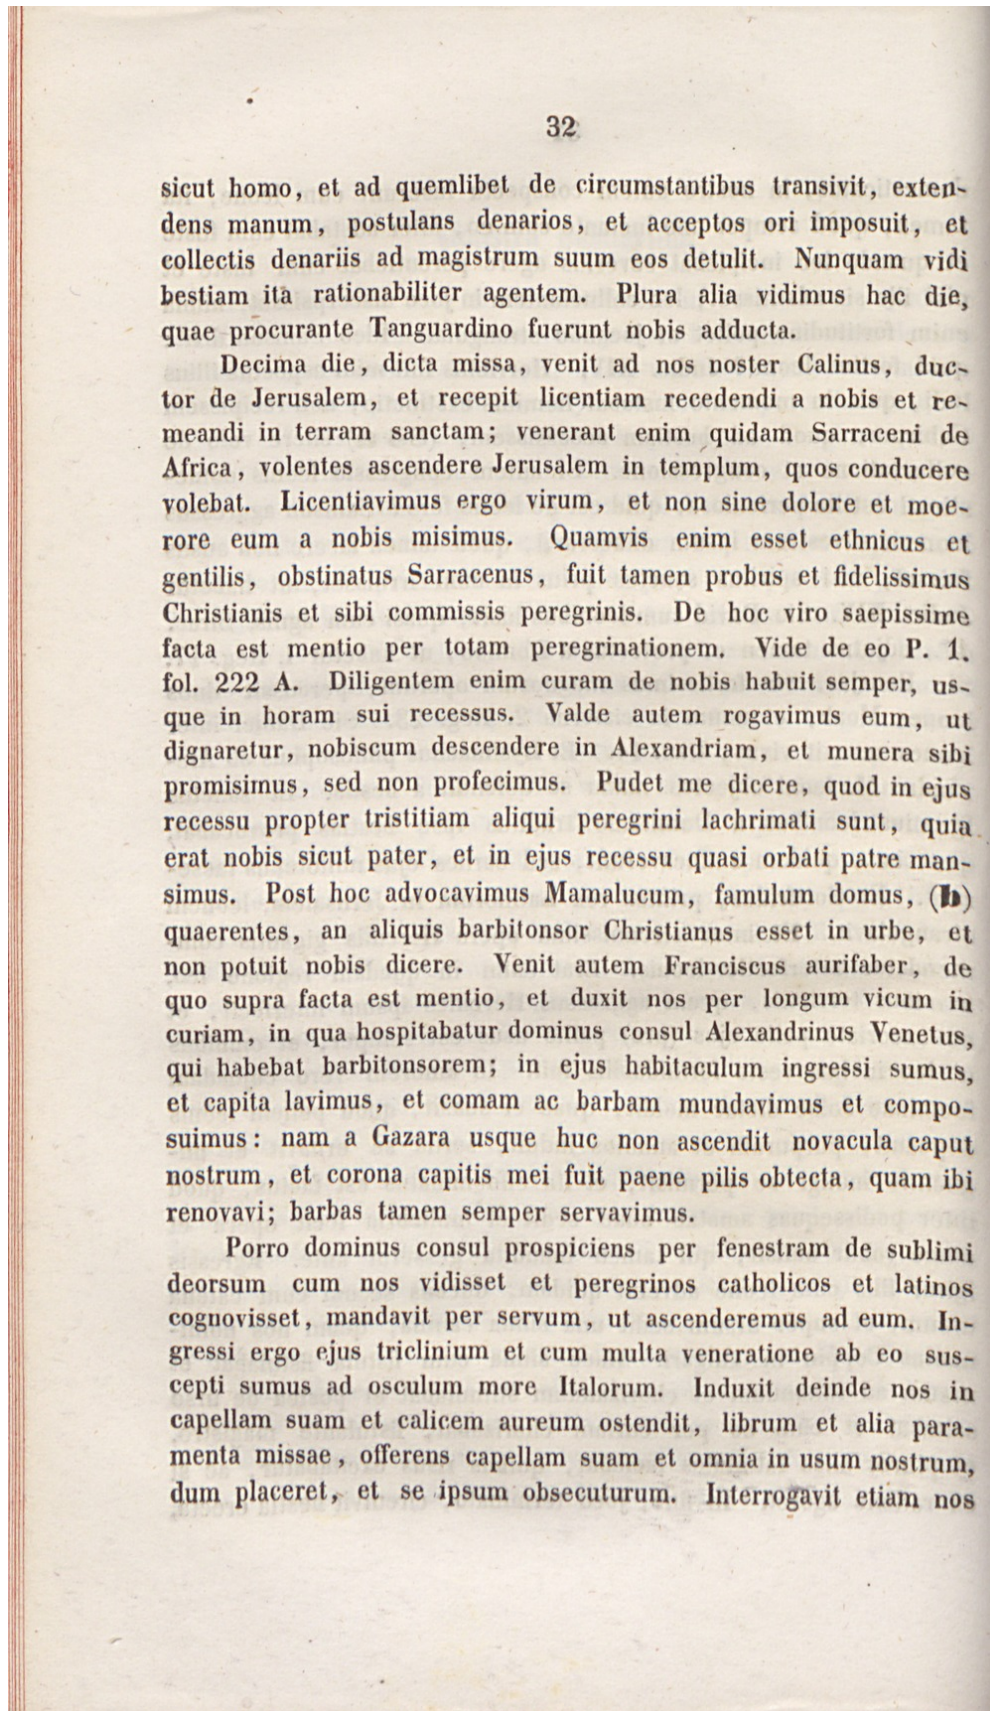 32
sicut homo, et ad quemlibet de circumstantibus transivit, exten-
dens manum, postulans denarios, et acceptos ori imposuit, et
collectis denariis ad magistrum suum eos detulit. Nunquam vidi
bestiam ita rationabiliter agentem. Plura alia vidimus hac die,
quae procurante Tanguardino fuerunt nobis adducta.
Decima die, dicta missa, venit ad nos noster Calinus, duc-
tor de Jerusalem, et recepit licentiam recedendi a nobis et re-
meandi in terram sanctam; venerant enim quidam Sarraceni de
Africa, volentes ascendere Jerusalem in templum, quos conducere
volebat. Licentiavimus ergo virum, et non sine dolore et moe-
rore eum a nobis misimus. Quamvis enim esset ethnicus et
gentilis, obstinatus Sarracenus, fuit tamen probus et fidelissimus
Christianis et sibi commissis peregrinis. De hoc viro saepissime
facta est mentio per totam peregrinationem. Vide de eo P. 1.
fol. 222 A. Diligentem enim curam de nobis habuit semper, us-
que in horam sui recessus. Valde autem rogavimus eum, ut
dignaretur, nobiscum descendere in Alexandriam, et munera sibi
promisimus, sed non profecimus. Pudet me dicere, quod in ejus
recessu propter tristitiam aliqui peregrini lachrimati sunt, quia
erat nobis sicut pater, et in ejus recessu quasi orbati patre man-
simus. Post hoc advocavimus Mamalucum, famulum domus, (b)
quaerentes, an aliquis barbitonsor Christianus esset in urbe, et
non potuit nobis dicere. Venit autem Franciscus aurifaber, de
quo supra facta est mentio, et duxit nos per longum vicum in
curiam, in qua hospitabatur dominus consul Alexandrinus Venetus,
qui habebat barbitonsorem; in ejus habitaculum ingressi sumus,
et capita lavimus, et comam ac barbam mundavimus et compo-
suimus: nam a Gazara usque huc non ascendit novacula caput
nostrum, et corona capitis mei fuit paene pilis obtecta, quam ibi
renovavi; barbas tamen semper servavimus.
Porro dominus consul prospiciens per fenestram de sublimi
deorsum cum nos vidisset et peregrinos catholicos et latinos
cognovisset, mandavit per servum, ut ascenderemus ad eum. In-
gressi ergo ejus triclinium et cum multa veneratione ab eo sus-
cepti sumus ad osculum more Italorum. Induxit deinde nos in
capellam suam et calicem aureum ostendit, librum et alia para-
menta missae, offerens capellam suam et omnia in usum nostrum,
dum placeret, et se ipsum obsecuturum. Interrogavit etiam nos